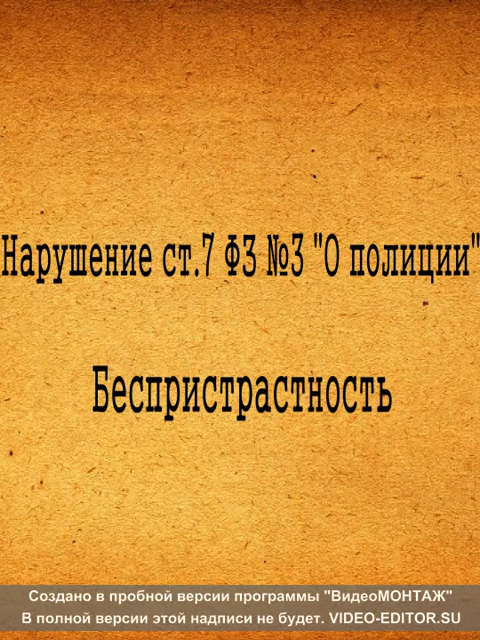 Нарушение ст.7 ФЗ №3 "О полиции"
Беспристрастность
Создано в пробной версии программы "ВидеоМОНТАЖ"
В полной версии этой надписи не будет. VIDEO-EDITOR.SU